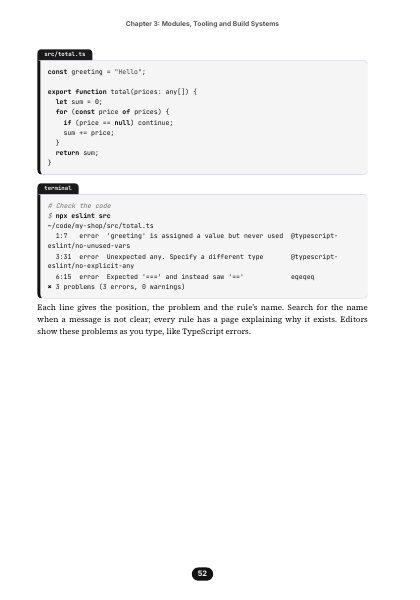 Chapter 3: Modules, Tooling and Build Systems
src/total.ts
const greeting = "Hello";
export function total(prices: any[]) {
  let sum = 0;
  for (const price of prices) {
    if (price == null) continue;
    sum += price;
  }
  return sum;
}
terminal
# Check the code
$ npx eslint src
~/code/my-shop/src/total.ts
  1:7   error  'greeting' is assigned a value but never used  @typescript-
eslint/no-unused-vars
  3:31  error  Unexpected any. Specify a different type       @typescript-
eslint/no-explicit-any
  6:15  error  Expected '===' and instead saw '=='            eqeqeq
✖ 3 problems (3 errors, 0 warnings)
Each line gives the position, the problem and the rule's name. Search for the name
when a message is not clear; every rule has a page explaining why it exists. Editors
show these problems as you type, like TypeScript errors.
52